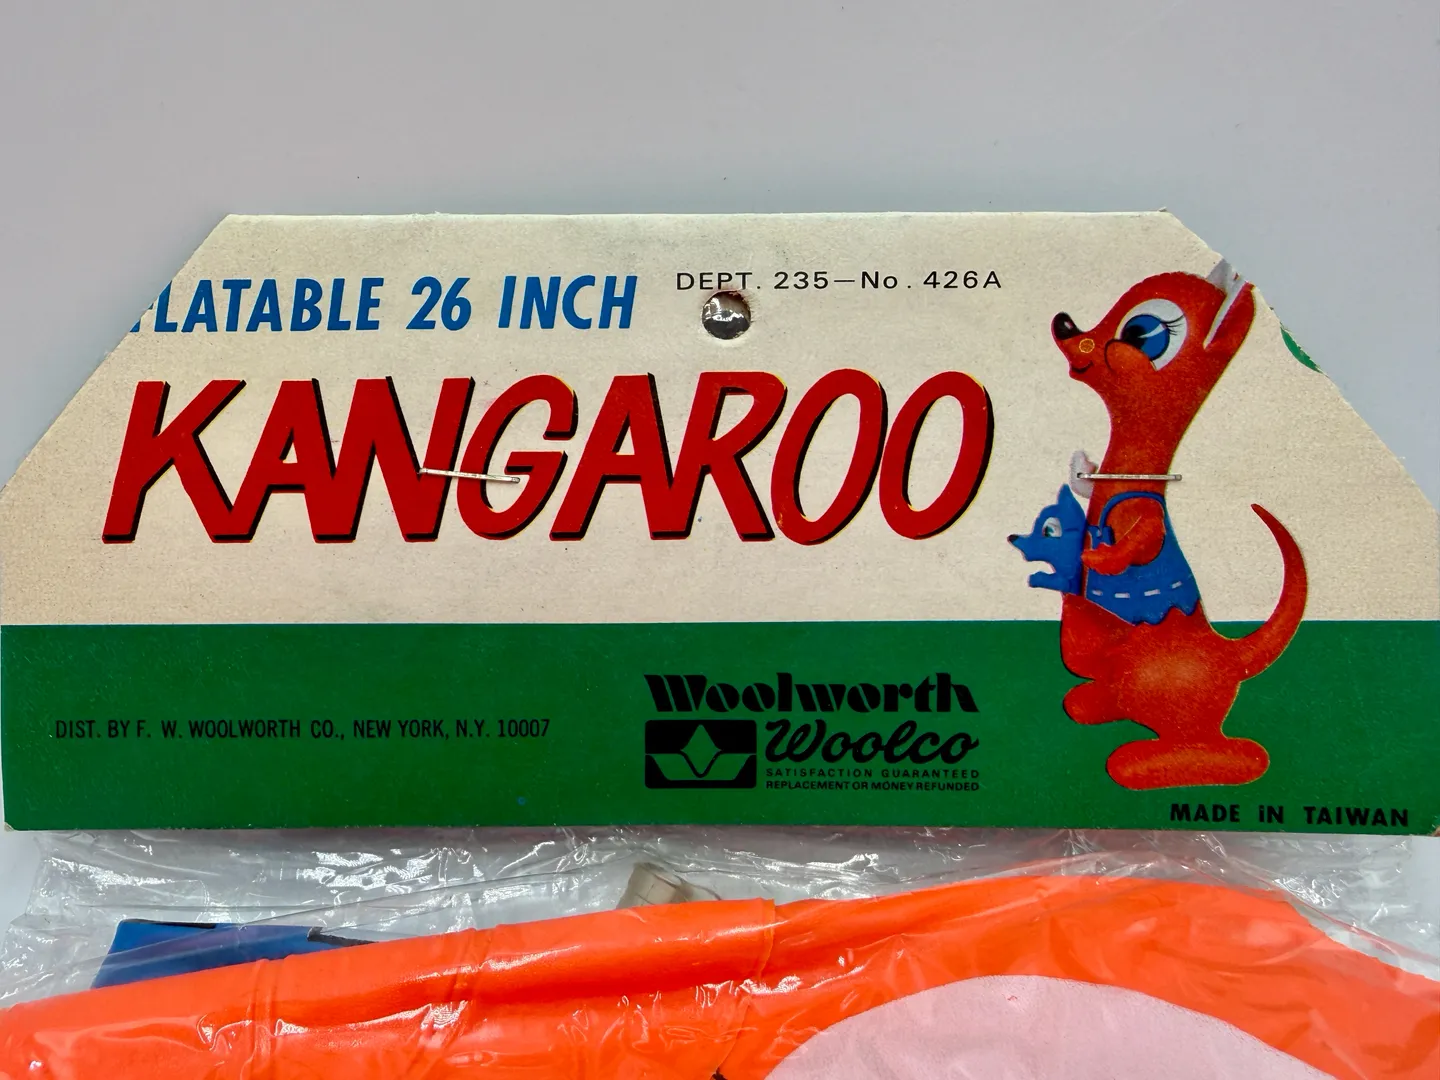 FLATABLE 26 INCH
DEPT. 235—No. 426A
KANGAROO
DIST. BY F. W. WOOLWORTH CO., NEW YORK, N.Y. 10007
Woolworth
Woolco
SATISFACTION GUARANTEED
REPLACEMENT OR MONEY REFUNDED
MADE iN TAIWAN